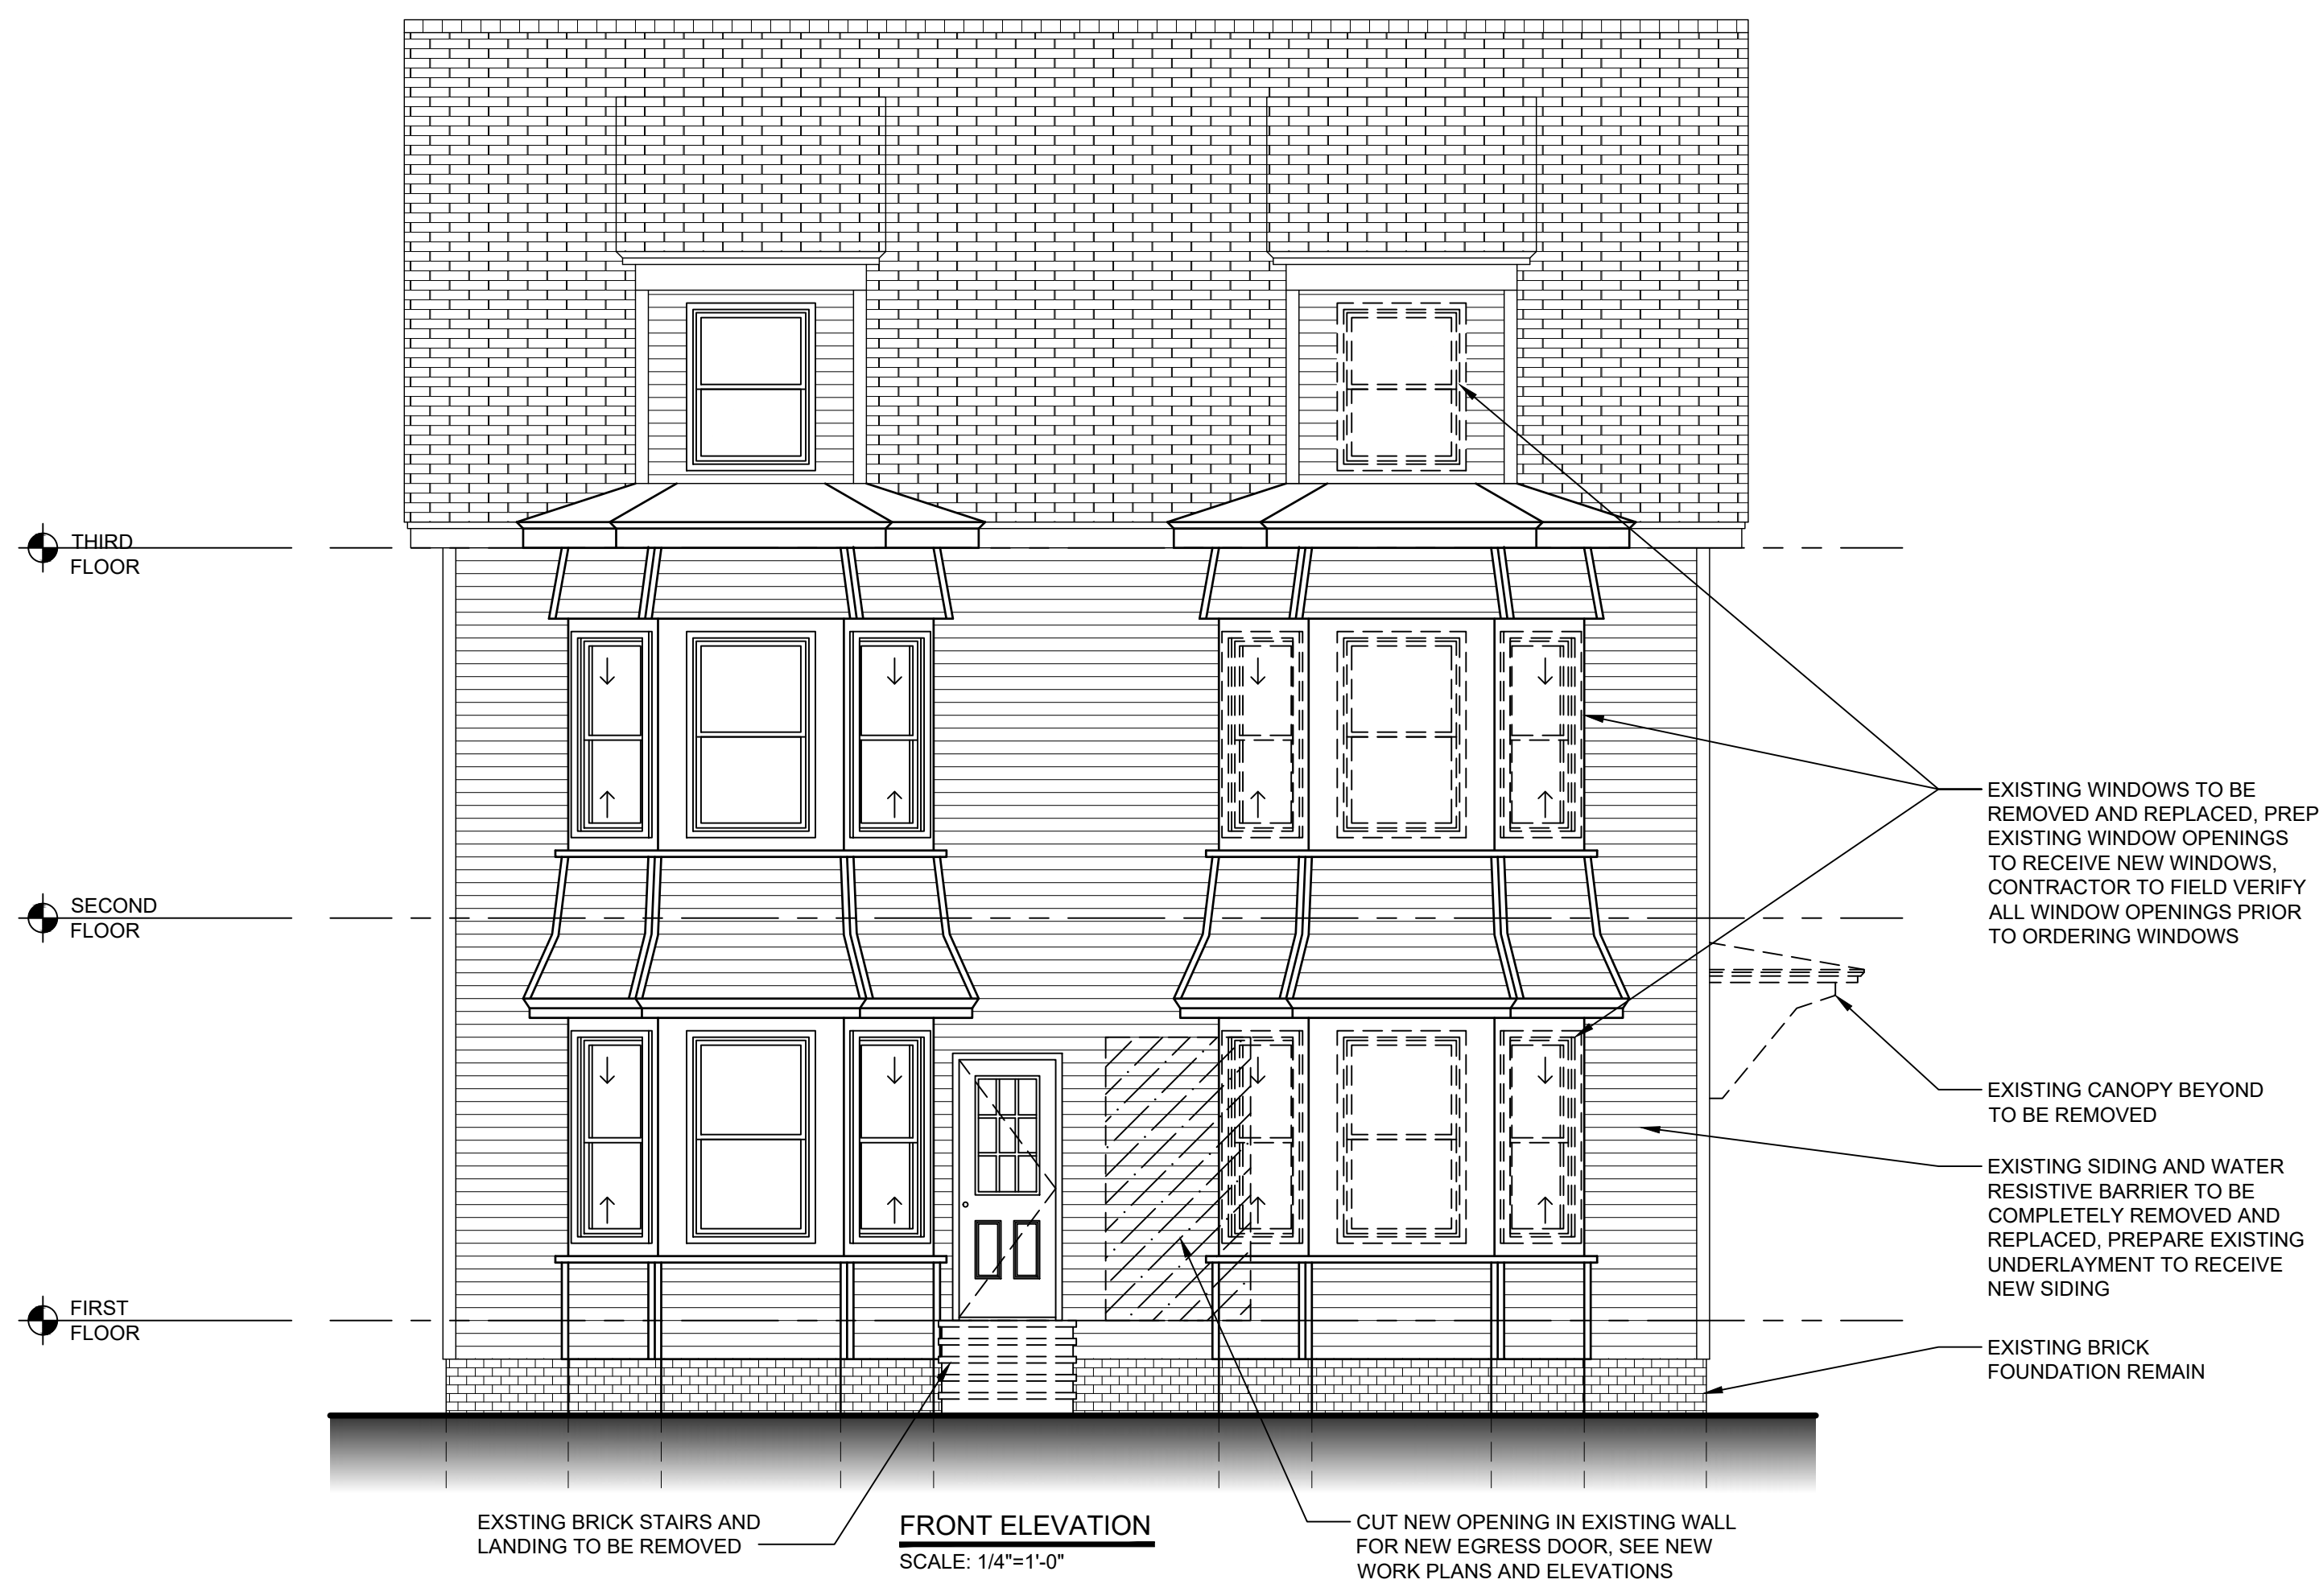 THIRD
FLOOR
SECOND
FLOOR
FIRST
FLOOR
EXISTING WINDOWS TO BE
REMOVED AND REPLACED, PREP
EXISTING WINDOW OPENINGS
TO RECEIVE NEW WINDOWS,
CONTRACTOR TO FIELD VERIFY
ALL WINDOW OPENINGS PRIOR
TO ORDERING WINDOWS
EXISTING CANOPY BEYOND
TO BE REMOVED
EXISTING SIDING AND WATER
RESISTIVE BARRIER TO BE
COMPLETELY REMOVED AND
REPLACED, PREPARE EXISTING
UNDERLAYMENT TO RECEIVE
NEW SIDING
EXISTING BRICK
FOUNDATION REMAIN
EXSTING BRICK STAIRS AND
LANDING TO BE REMOVED
FRONT ELEVATION
SCALE: 1/4"=1'-0"
CUT NEW OPENING IN EXISTING WALL
FOR NEW EGRESS DOOR, SEE NEW
WORK PLANS AND ELEVATIONS